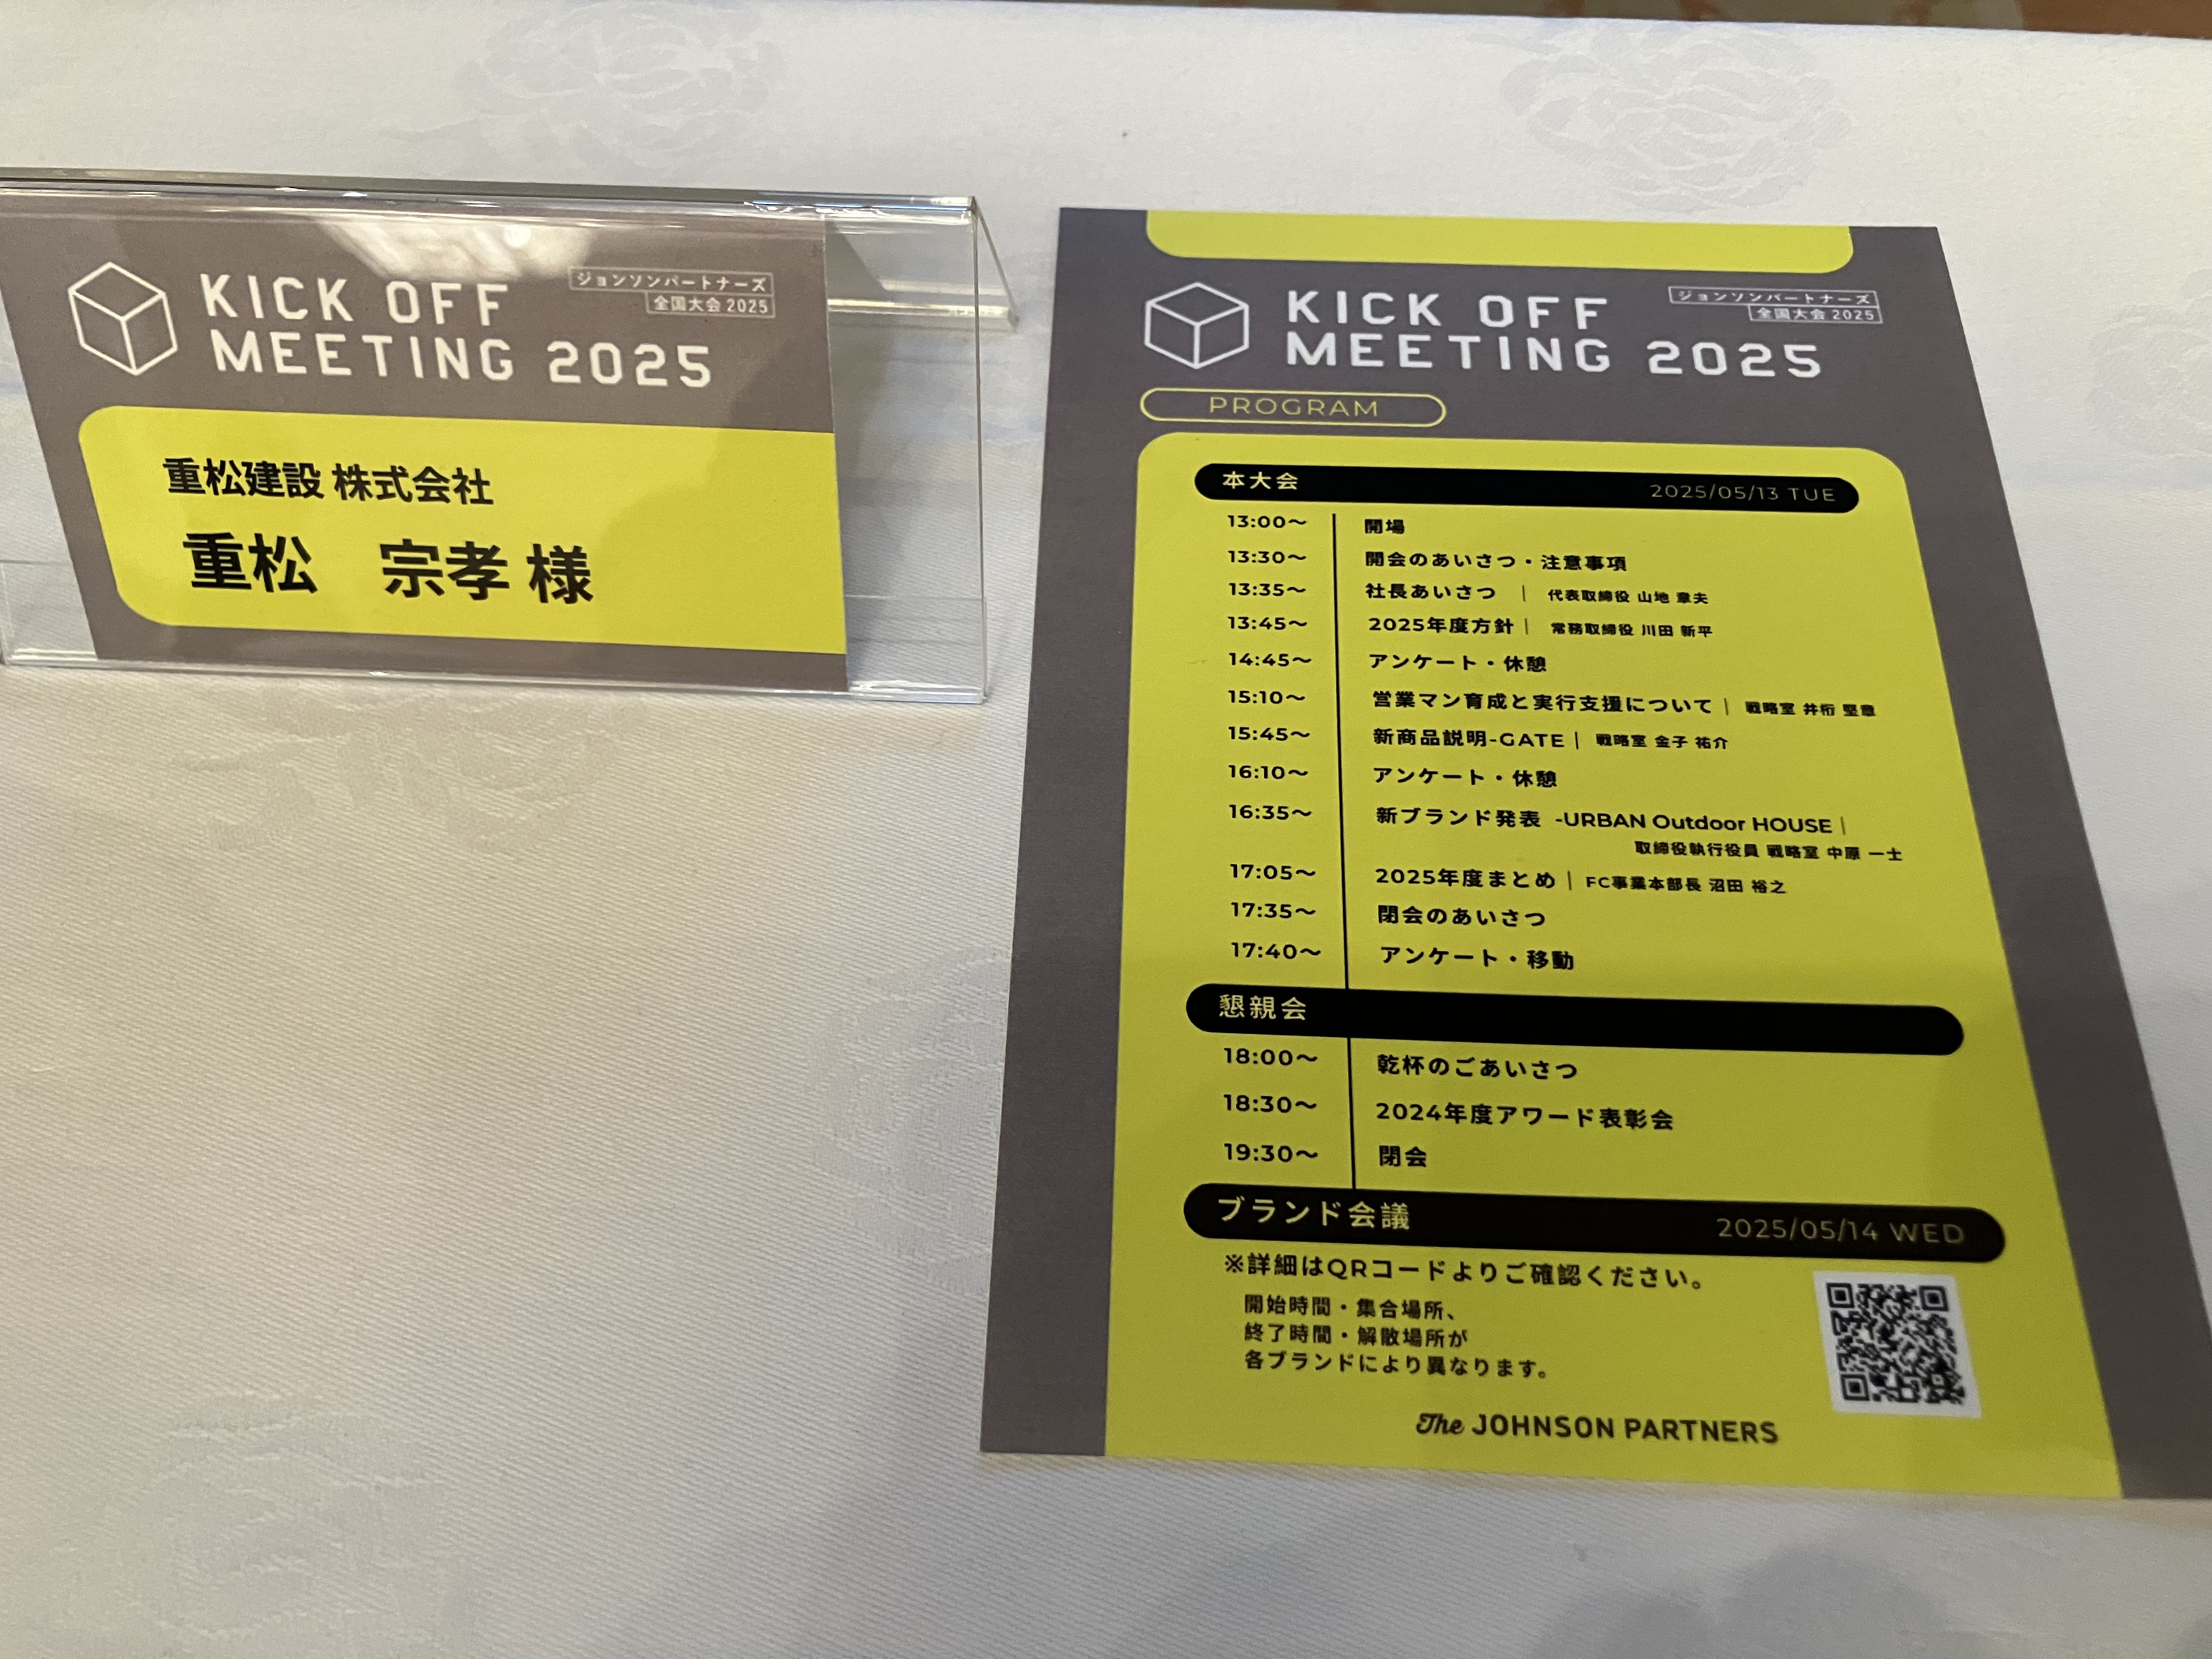 KICK OFF
MEETING 2025
ジョンソンパートナーズ
全国大会 2025
重松建設 株式会社
重松 宗孝 様
KICK OFF
MEETING 2025
ジョンソンパートナーズ
全国大会 2025
PROGRAM
本大会 2025/05/13 TUE
13:00〜 開場
13:30〜 開会のあいさつ・注意事項
13:35〜 社長あいさつ | 代表取締役 山地 章夫
13:45〜 2025年度方針 | 常務取締役 川田 新平
14:45〜 アンケート・休憩
15:10〜 営業マン育成と実行支援について | 戦略室 井桁 堅章
15:45〜 新商品説明-GATE | 戦略室 金子 祐介
16:10〜 アンケート・休憩
16:35〜 新ブランド発表 -URBAN Outdoor HOUSE |
取締役執行役員 戦略室 中原 一士
17:05〜 2025年度まとめ | FC事業本部長 沼田 裕之
17:35〜 閉会のあいさつ
17:40〜 アンケート・移動
懇親会
18:00〜 乾杯のごあいさつ
18:30〜 2024年度アワード表彰会
19:30〜 閉会
ブランド会議 2025/05/14 WED
※詳細はQRコードよりご確認ください。
開始時間・集合場所、
終了時間・解散場所が
各ブランドにより異なります。
The JOHNSON PARTNERS